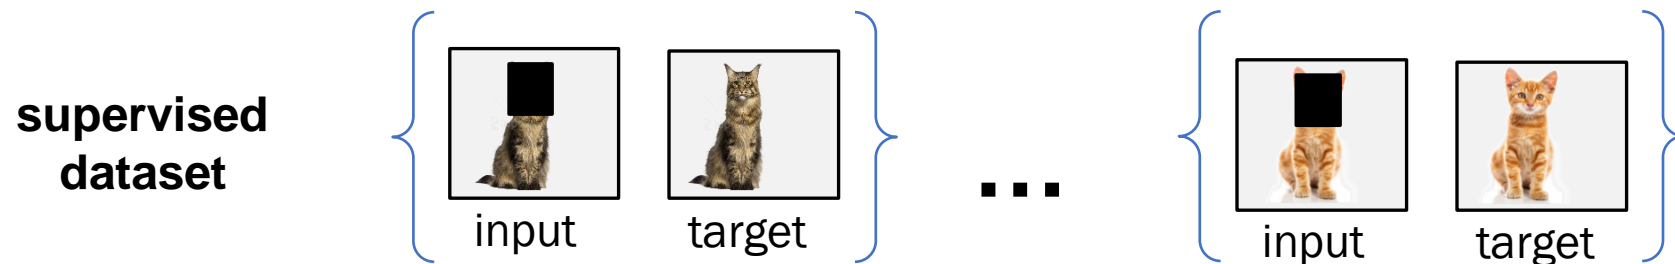 supervised
dataset
input
target
...
input
target